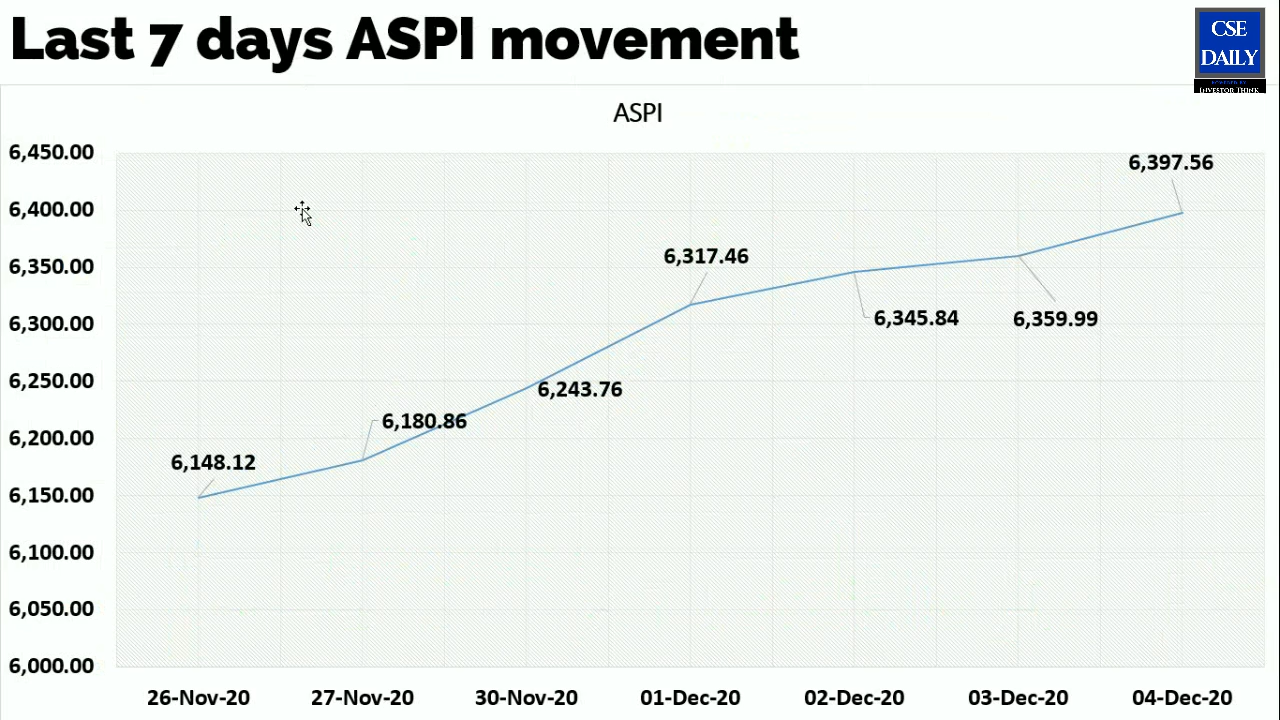 Last 7 days ASPI movement
CSE
DAILY
POWERED BY
INVESTOR THINK
ASPI
6,450.00
6,400.00
6,350.00
6,300.00
6,250.00
6,200.00
6,150.00
6,100.00
6,050.00
6,000.00
6,148.12
6,180.86
6,243.76
6,317.46
6,345.84
6,359.99
6,397.56
26-Nov-20
27-Nov-20
30-Nov-20
01-Dec-20
02-Dec-20
03-Dec-20
04-Dec-20